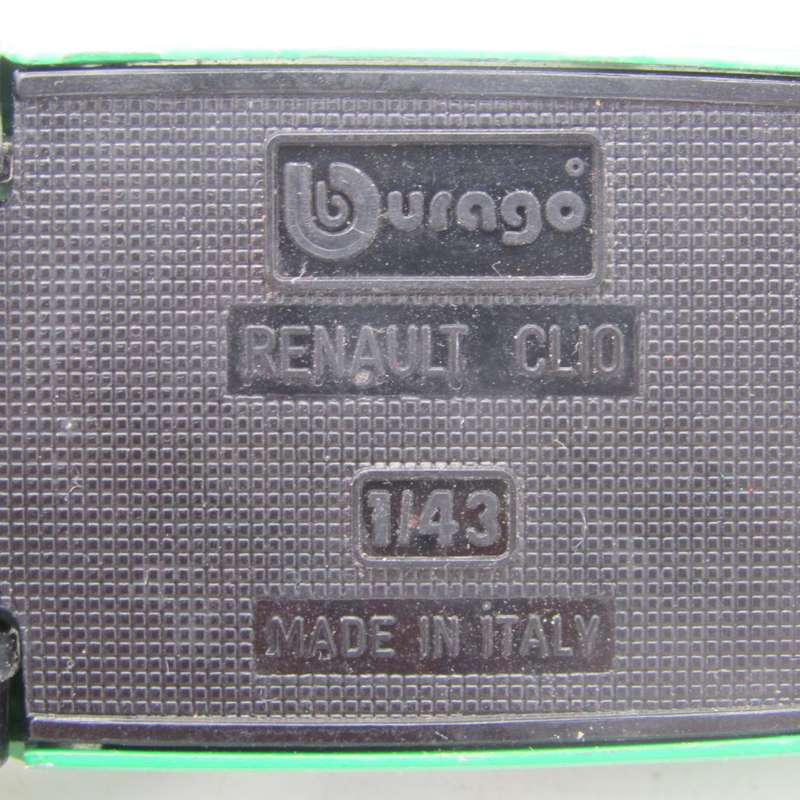 burago
RENAULT CLIO
1/43
MADE IN ITALY